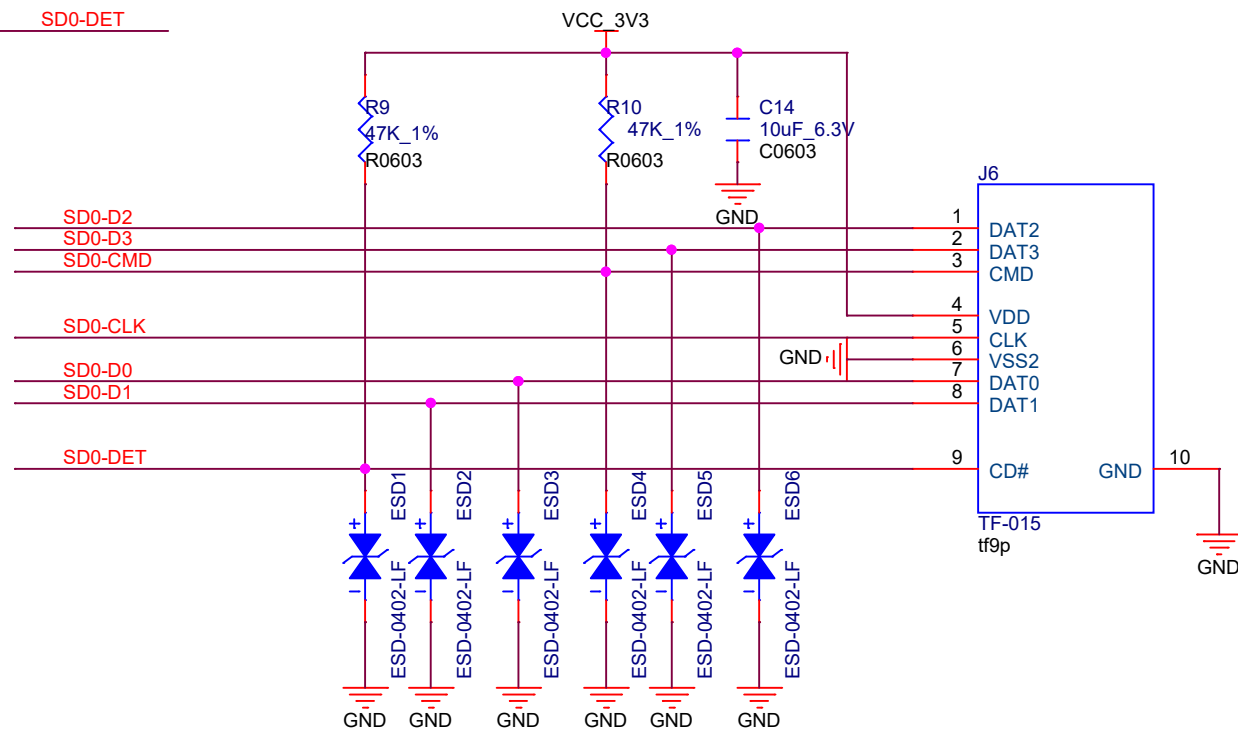 SD0-DET
VCC_3V3
R9
47K_1%
R0603
R10
47K_1%
R0603
C14
10uF_6.3V
C0603
GND
J6
SD0-D2
1
DAT2
SD0-D3
2
DAT3
SD0-CMD
3
CMD
4
VDD
SD0-CLK
5
CLK
GND
6
VSS2
SD0-D0
7
DAT0
SD0-D1
8
DAT1
SD0-DET
9
CD#
GND
10
TF-015
tf9p
GND
ESD1
ESD2
ESD3
ESD4
ESD5
ESD6
+
+
+
+
+
+
-
-
-
-
-
-
ESD-0402-LF
ESD-0402-LF
ESD-0402-LF
ESD-0402-LF
ESD-0402-LF
ESD-0402-LF
GND
GND
GND
GND
GND
GND